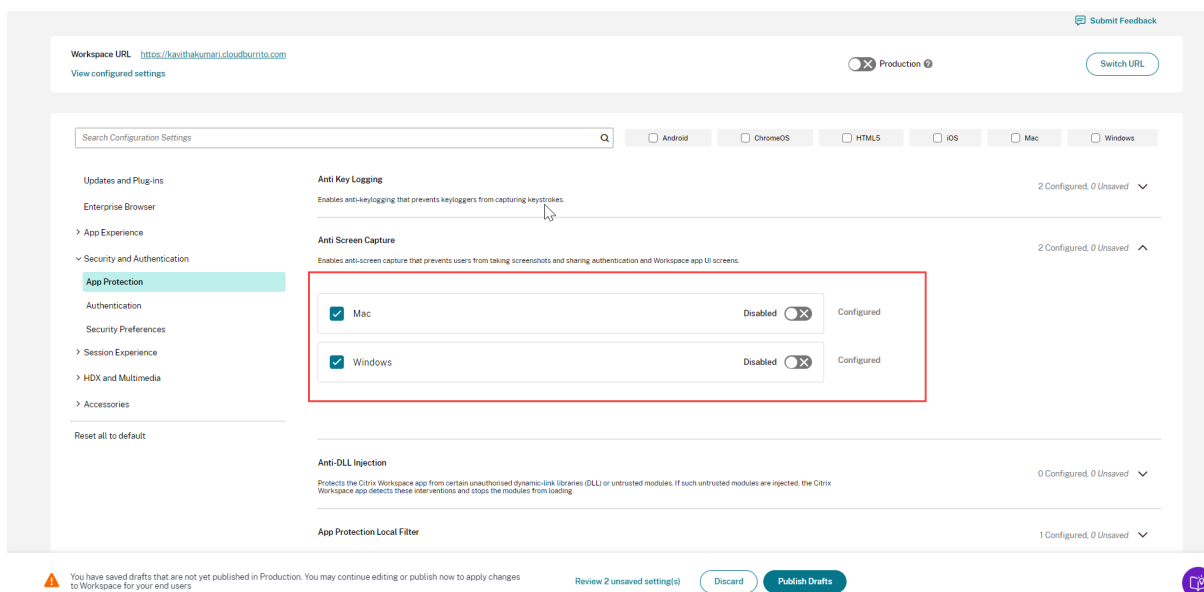 Submit Feedback
Workspace URL https://kavithakumari.cloudburrito.com
View configured settings
Production
Switch URL
Search Configuration Settings
Android
ChromeOS
HTML5
iOS
Mac
Windows
Updates and Plug-ins
Enterprise Browser
App Experience
Security and Authentication
App Protection
Authentication
Security Preferences
Session Experience
HDX and Multimedia
Accessories
Reset all to default
Anti Key Logging
2 Configured, 0 Unsaved
Enables anti-keylogging that prevents keyloggers from capturing keystrokes.
Anti Screen Capture
2 Configured, 0 Unsaved
Enables anti-screen capture that prevents users from taking screenshots and sharing authentication and Workspace app UI screens.
Mac Disabled Configured
Windows Disabled Configured
Anti-DLL Injection
0 Configured, 0 Unsaved
Protects the Citrix Workspace app from certain unauthorised dynamic-link libraries (DLL) or untrusted modules. If such untrusted modules are injected, the Citrix
Workspace app detects these interventions and stops the modules from loading.
App Protection Local Filter
1 Configured, 0 Unsaved
You have saved drafts that are not yet published in Production. You may continue editing or publish now to apply changes
to Workspace for your end users
Review 2 unsaved setting(s)
Discard
Publish Drafts